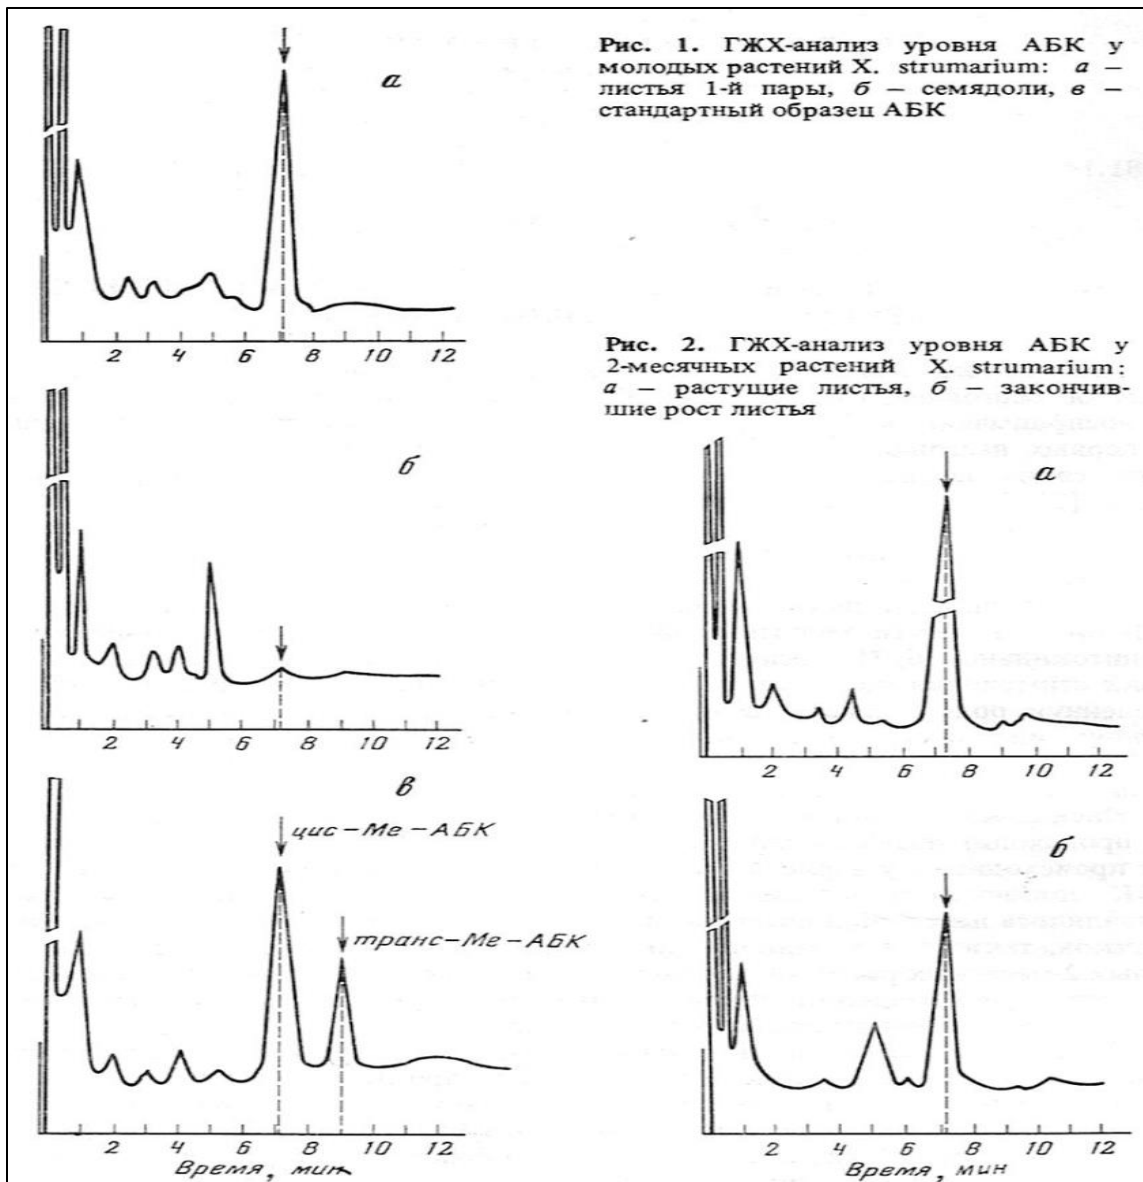 Рис. 1. ГЖХ-анализ уровня АБК у
молодых растений X. strumarium: а –
листья 1-й пары, б – семядоли, в –
стандартный образец АБК
а
2 4 6 8 10 12
б
2 4 6 8 10 12
в
цис–Ме–АБК
транс–Ме–АБК
2 4 6 8 10 12
Время, мин
Рис. 2. ГЖХ-анализ уровня АБК у
2-месячных растений X. strumarium:
а – растущие листья, б – закончив-
шие рост листья
а
2 4 6 8 10 12
б
2 4 6 8 10 12
Время, мин